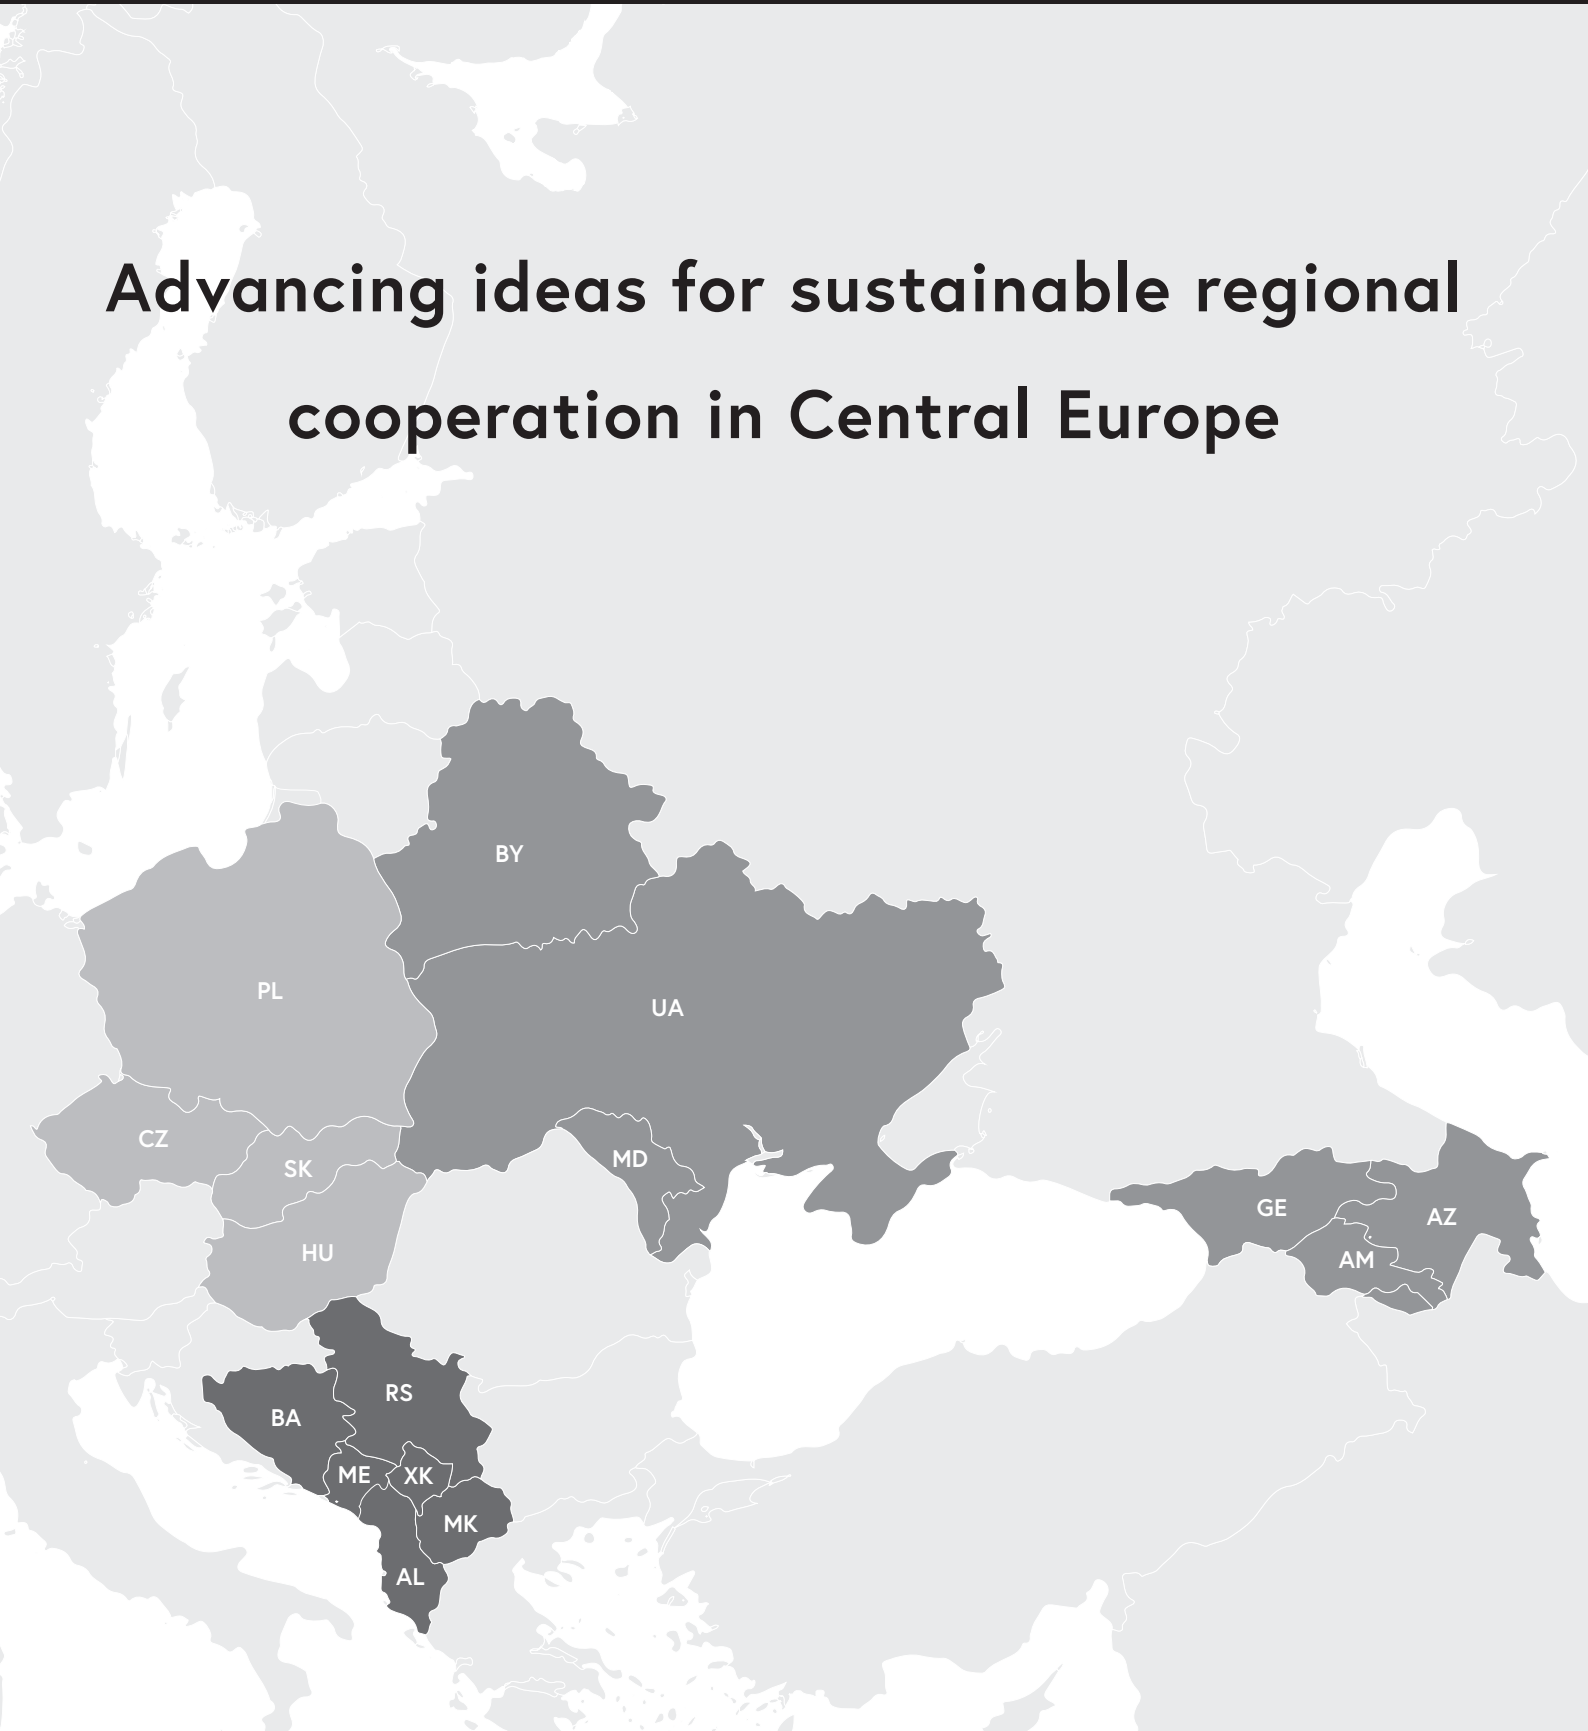 Advancing ideas for sustainable regional
cooperation in Central Europe
BY
PL
UA
CZ
SK
MD
HU
GE
AZ
AM
RS
BA
ME
XK
MK
AL